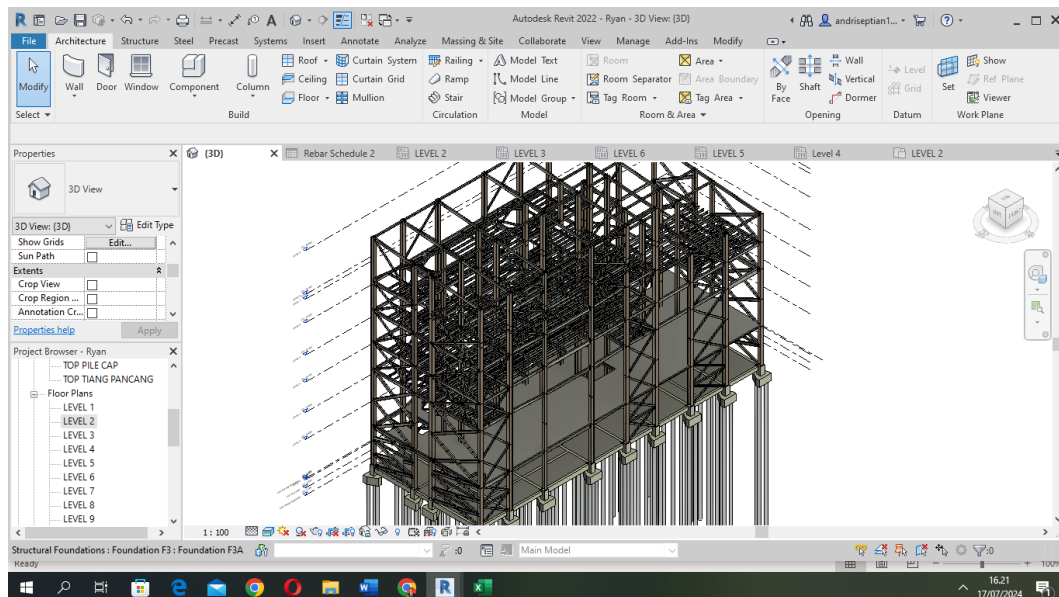 Autodesk Revit 2022 - Ryan - 3D View: {3D}
andriseptian1...
File Architecture Structure Steel Precast Systems Insert Annotate Analyze Massing & Site Collaborate View Manage Add-Ins Modify
Modify Wall Door Window Component Column
Roof Curtain System
Ceiling Curtain Grid
Floor Mullion
Railing Model Text
Ramp Model Line
Stair Model Group
Room Area
Room Separator Area Boundary
Tag Room Tag Area
By Face Shaft
Wall
Vertical
Dormer
Level
Grid
Set
Show
Ref Plane
Viewer
Select Build Circulation Model Room & Area Opening Datum Work Plane
Properties
(3D) Rebar Schedule 2 LEVEL 2 LEVEL 3 LEVEL 6 LEVEL 5 Level 4 LEVEL 2
3D View
3D View: {3D} Edit Type
Show Grids Edit...
Sun Path
Extents
Crop View
Crop Region ...
Annotation Cr...
Properties help Apply
Project Browser - Ryan
TOP PILE CAP
TOP TIANG PANCANG
Floor Plans
LEVEL 1
LEVEL 2
LEVEL 3
LEVEL 4
LEVEL 5
LEVEL 6
LEVEL 7
LEVEL 8
LEVEL 9
1 : 100
Structural Foundations : Foundation F3 : Foundation F3A :0 Main Model :0
Ready 100%
16.21
17/07/2024